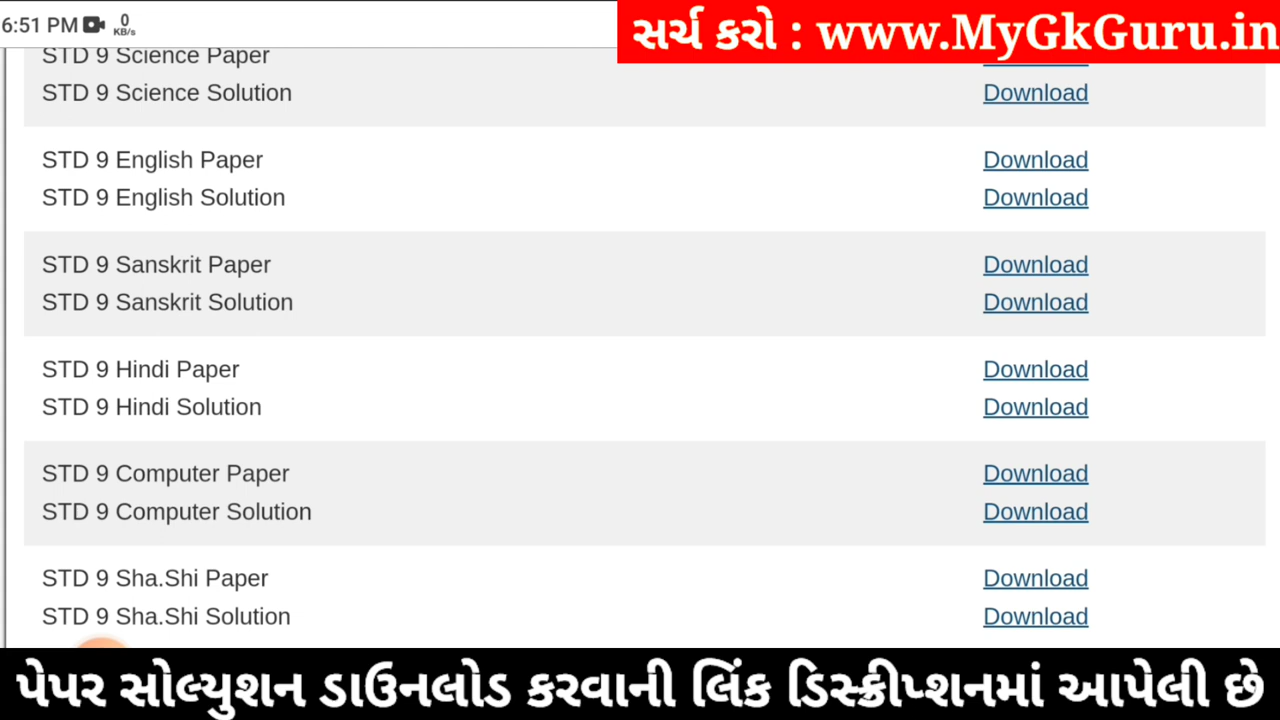 6:51 PM 0 KB/s
સર્ચ કરો : www.MyGkGuru.in
STD 9 Science Paper
STD 9 Science Solution Download
STD 9 English Paper Download
STD 9 English Solution Download
STD 9 Sanskrit Paper Download
STD 9 Sanskrit Solution Download
STD 9 Hindi Paper Download
STD 9 Hindi Solution Download
STD 9 Computer Paper Download
STD 9 Computer Solution Download
STD 9 Sha.Shi Paper Download
STD 9 Sha.Shi Solution Download
પેપર સોલ્યુશન ડાઉનલોડ કરવાની લિંક ડિસ્ક્રીપ્શનમાં આપેલી છે